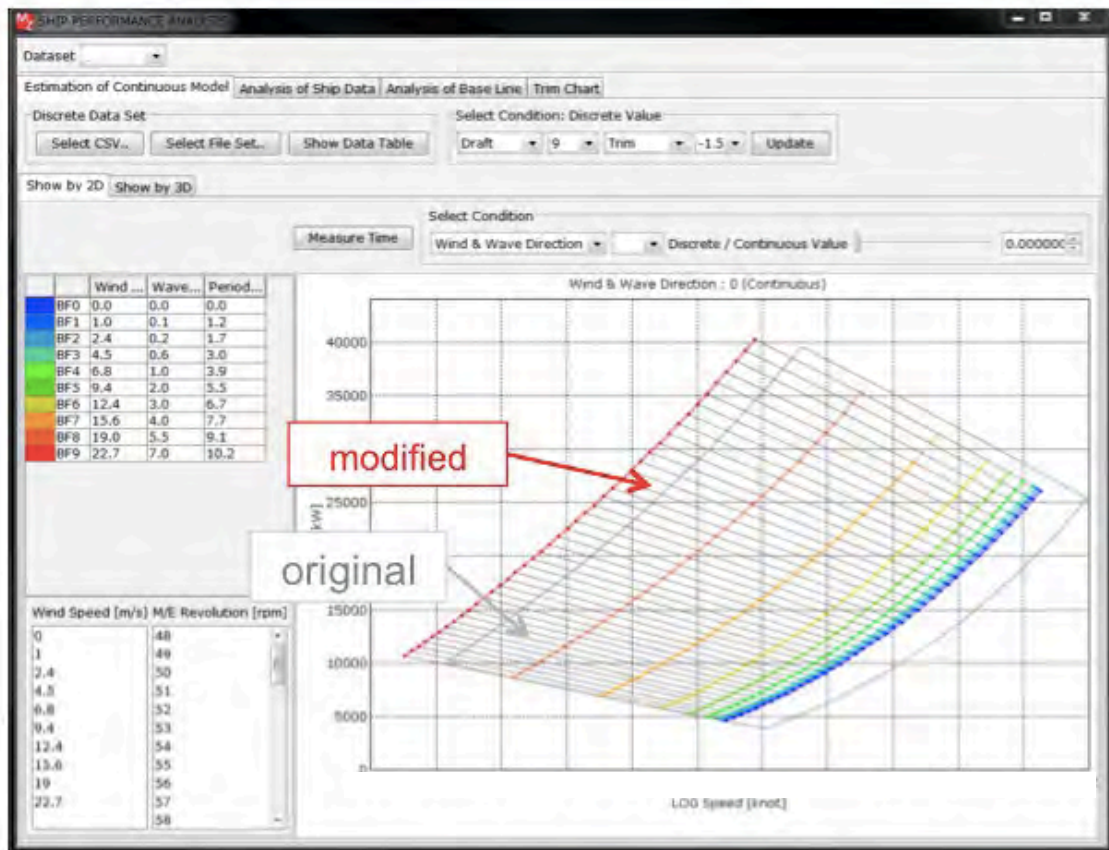 SHIP PERFORMANCE ANALYSIS
Dataset
Estimation of Continuous Model Analysis of Ship Data Analysis of Base Line Trim Chart
Discrete Data Set Select Condition: Discrete Value
Select CSV... Select File Set... Show Data Table Draft 9 Trim -1.5 Update
Show by 2D Show by 3D
Select Condition
Measure Time Wind & Wave Direction Discrete / Continuous Value 0.000000
Wind & Wave Direction : 0 (Continuous)
Wind ... Wave... Period...
BF0 0.0 0.0 0.0
BF1 1.0 0.1 1.2
BF2 2.4 0.2 1.7
BF3 4.5 0.6 3.0
BF4 6.8 1.0 3.9
BF5 9.4 2.0 5.5
BF6 12.4 3.0 6.7
BF7 15.6 4.0 7.7
BF8 19.0 5.5 9.1
BF9 22.7 7.0 10.2
40000
35000
modified
25000
kW]
original
15000
10000
5000
0
LOG Speed [knot]
Wind Speed [m/s] M/E Revolution [rpm]
0 48
1 49
2.4 50
4.5 51
6.8 52
9.4 53
12.4 54
15.6 55
19 56
22.7 57
58